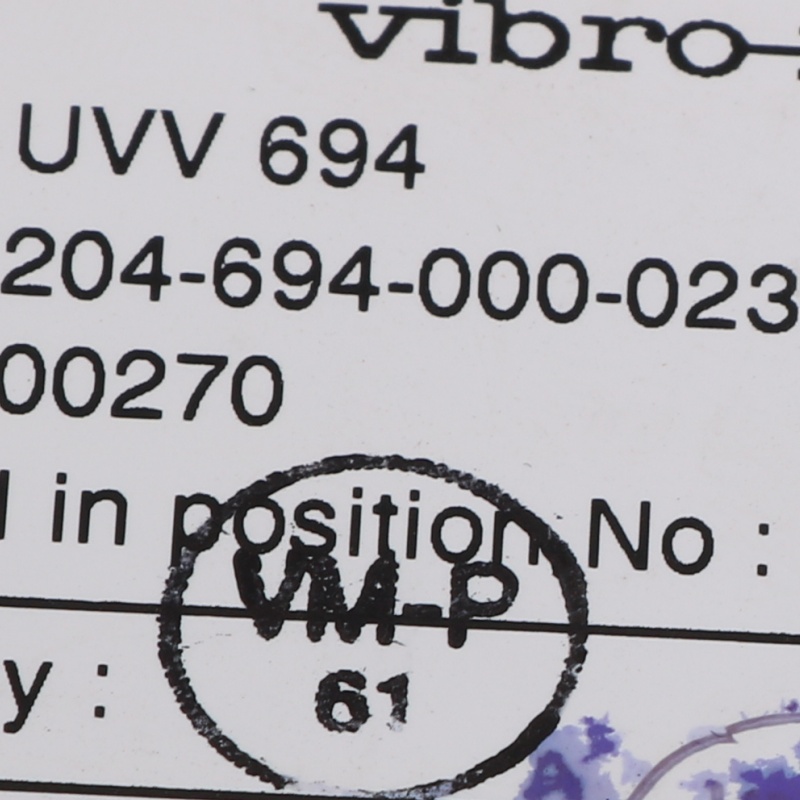 vibro-
UVV 694
204-694-000-023
00270
in position No :
VM-P
y :
61